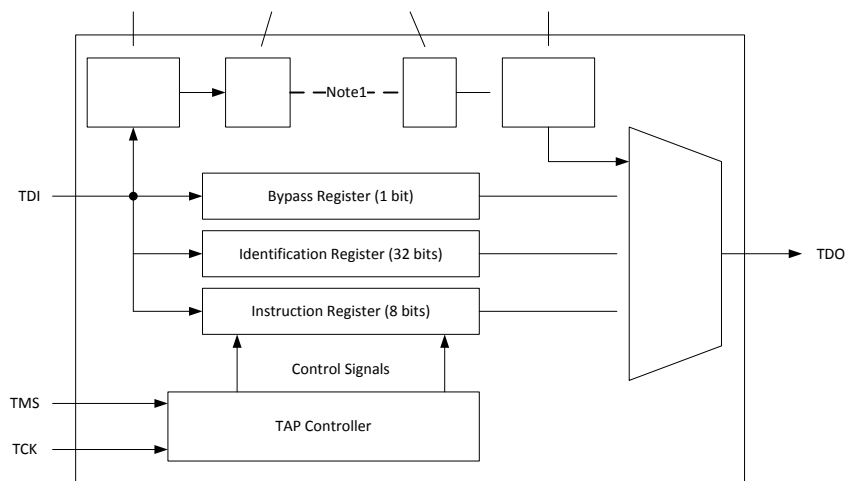 Note1
TDI
Bypass Register (1 bit)
Identification Register (32 bits)
TDO
Instruction Register (8 bits)
Control Signals
TMS
TAP Controller
TCK